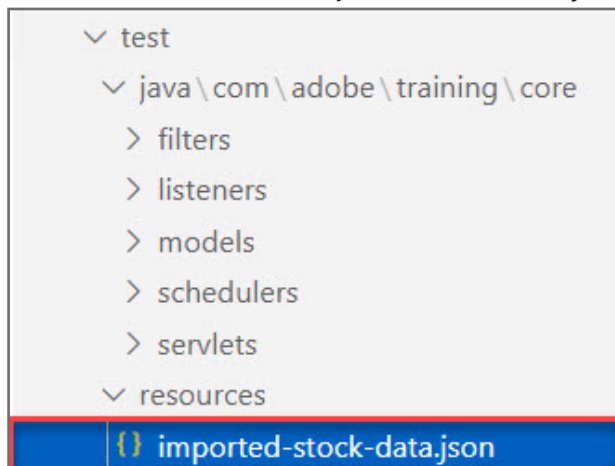 test
java\com\adobe\training\core
filters
listeners
models
schedulers
servlets
resources
{} imported-stock-data.json